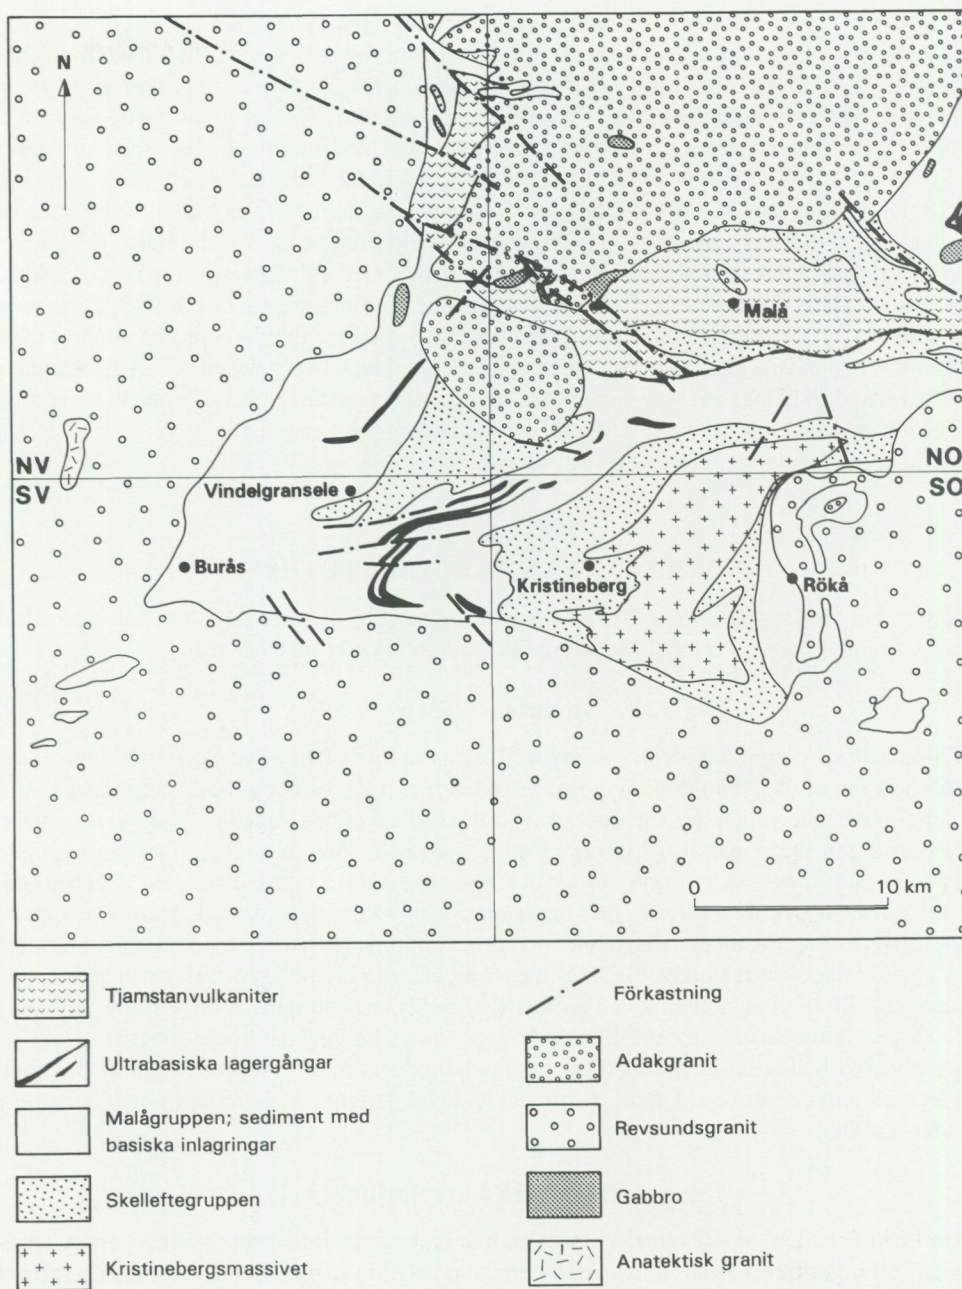 N
Malå
NV
NO
SV
SO
Vindelgransele
Burås
Kristineberg
Rökå
0 10 km
Tjamstanvulkaniter
Ultrabasiska lagergångar
Malågruppen; sediment med
basiska inlagringar
Skelleftegruppen
Kristinebergsmassivet
Förkastning
Adakgranit
Revsundsgranit
Gabbro
Anatektisk granit